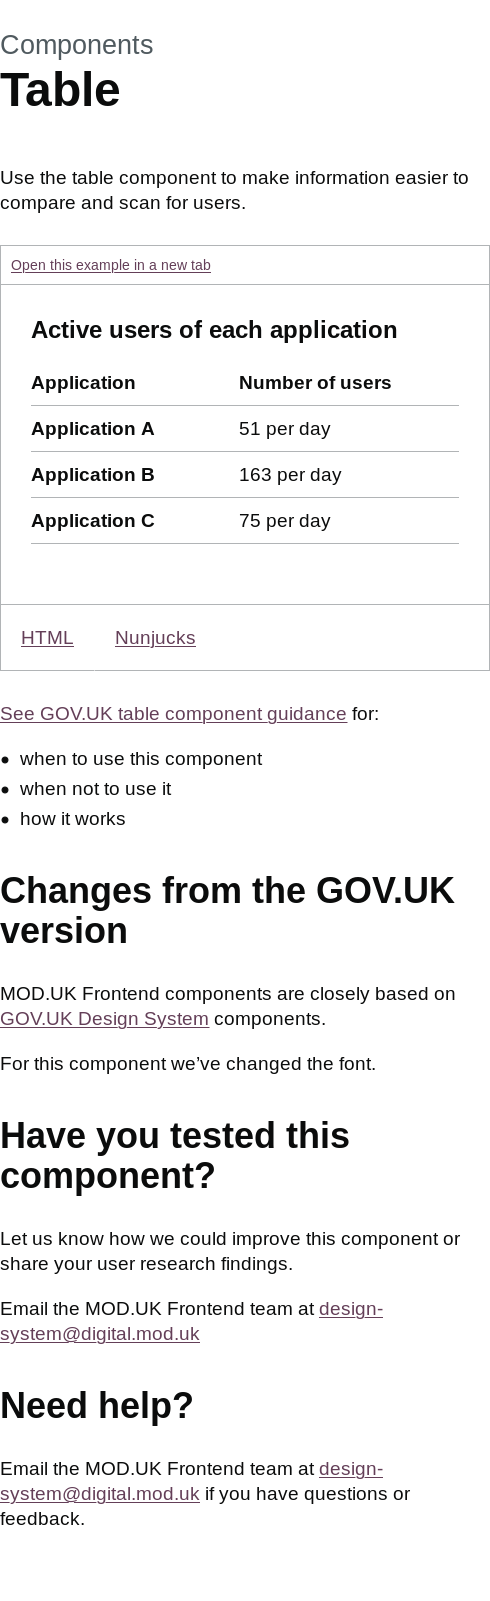 Components
Table
Use the table component to make information easier to
compare and scan for users.
Open this example in a new tab
Active users of each application
Application Number of users
Application A 51 per day
Application B 163 per day
Application C 75 per day
HTML Nunjucks
See GOV.UK table component guidance for:
• when to use this component
• when not to use it
• how it works
Changes from the GOV.UK
version
MOD.UK Frontend components are closely based on
GOV.UK Design System components.
For this component we’ve changed the font.
Have you tested this
component?
Let us know how we could improve this component or
share your user research findings.
Email the MOD.UK Frontend team at design-
system@digital.mod.uk
Need help?
Email the MOD.UK Frontend team at design-
system@digital.mod.uk if you have questions or
feedback.